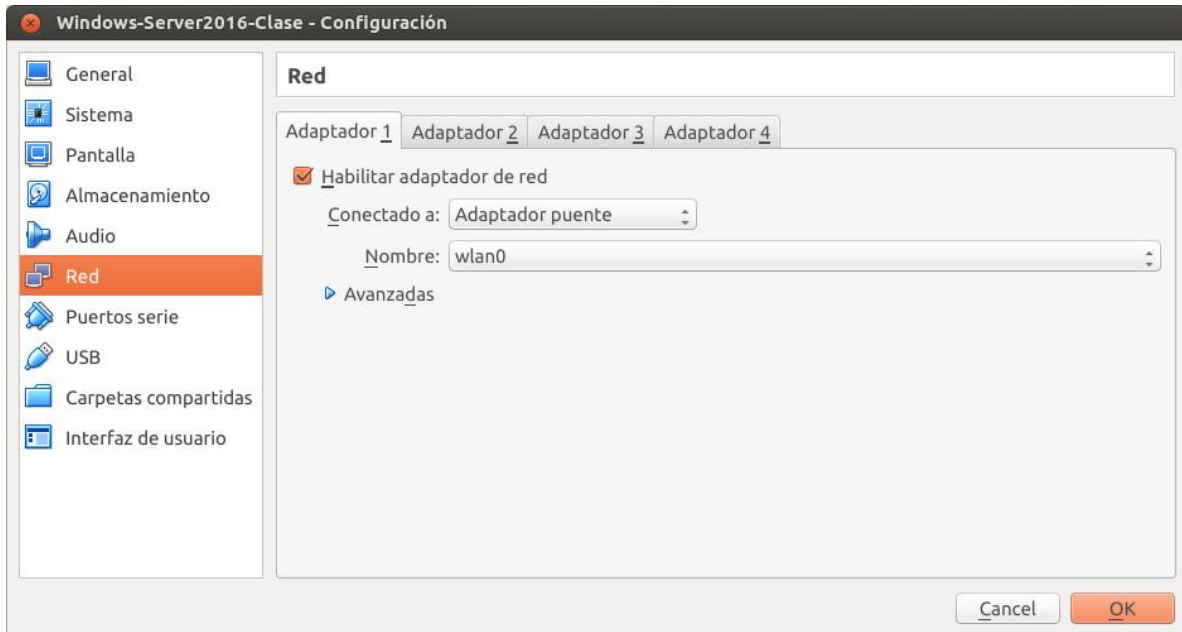 Windows-Server2016-Clase - Configuración
General
Sistema
Pantalla
Almacenamiento
Audio
Red
Puertos serie
USB
Carpetas compartidas
Interfaz de usuario
Red
Adaptador 1 Adaptador 2 Adaptador 3 Adaptador 4
Habilitar adaptador de red
Conectado a: Adaptador puente
Nombre: wlan0
Avanzadas
Cancel OK